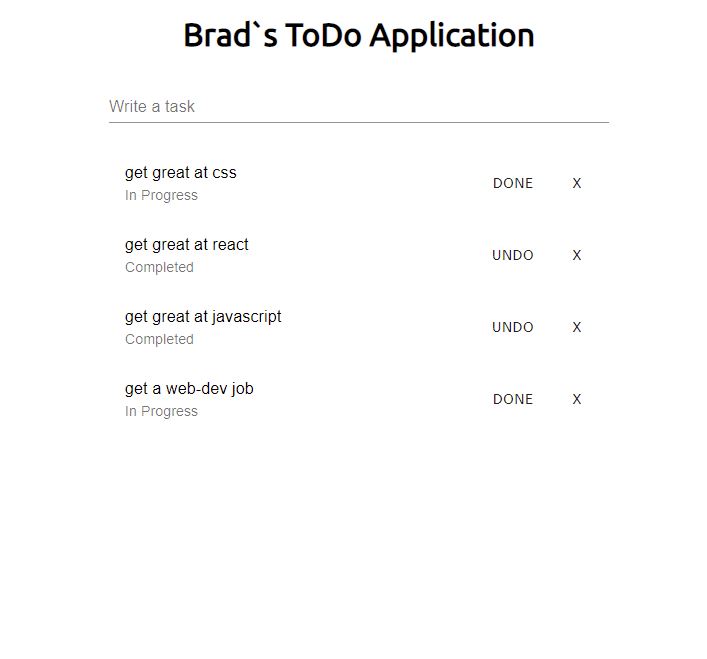 Brad`s ToDo Application
Write a task
get great at css
In Progress
DONE X
get great at react
Completed
UNDO X
get great at javascript
Completed
UNDO X
get a web-dev job
In Progress
DONE X